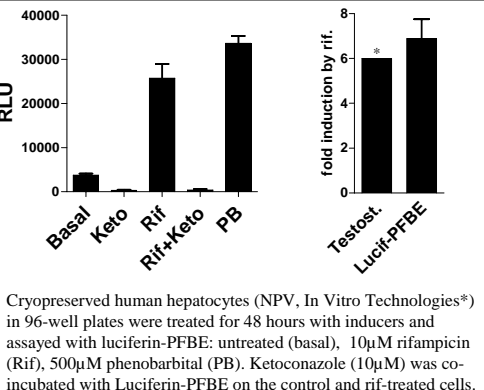 RLU
40000
30000
20000
10000
0
Basal
Keto
Rif
Rif+Keto
PB
fold induction by rif.
8
6
4
2
0
*
Testost.
Lucif-PFBE
Cryopreserved human hepatocytes (NPV, In Vitro Technologies*)
in 96-well plates were treated for 48 hours with inducers and
assayed with luciferin-PFBE: untreated (basal), 10µM rifampicin
(Rif), 500µM phenobarbital (PB). Ketoconazole (10µM) was co-
incubated with Luciferin-PFBE on the control and rif-treated cells.